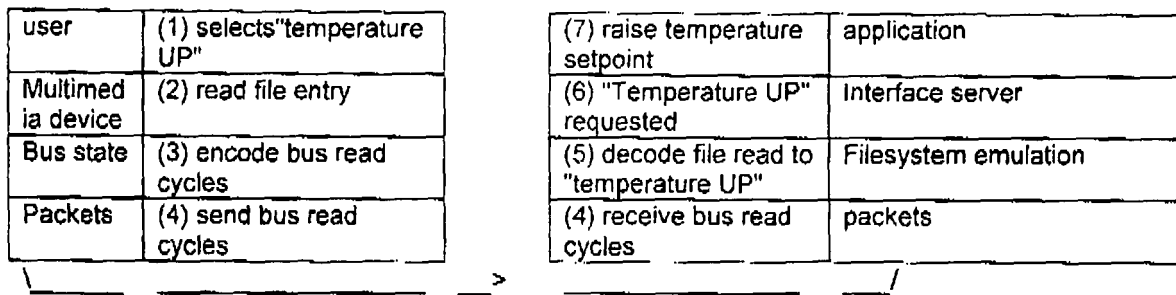 user (1) selects"temperature
UP"
Multimed (2) read file entry
ia device
Bus state (3) encode bus read
cycles
Packets (4) send bus read
cycles
(7) raise temperature application
setpoint
(6) "Temperature UP" Interface server
requested
(5) decode file read to Filesystem emulation
"temperature UP"
(4) receive bus read packets
cycles